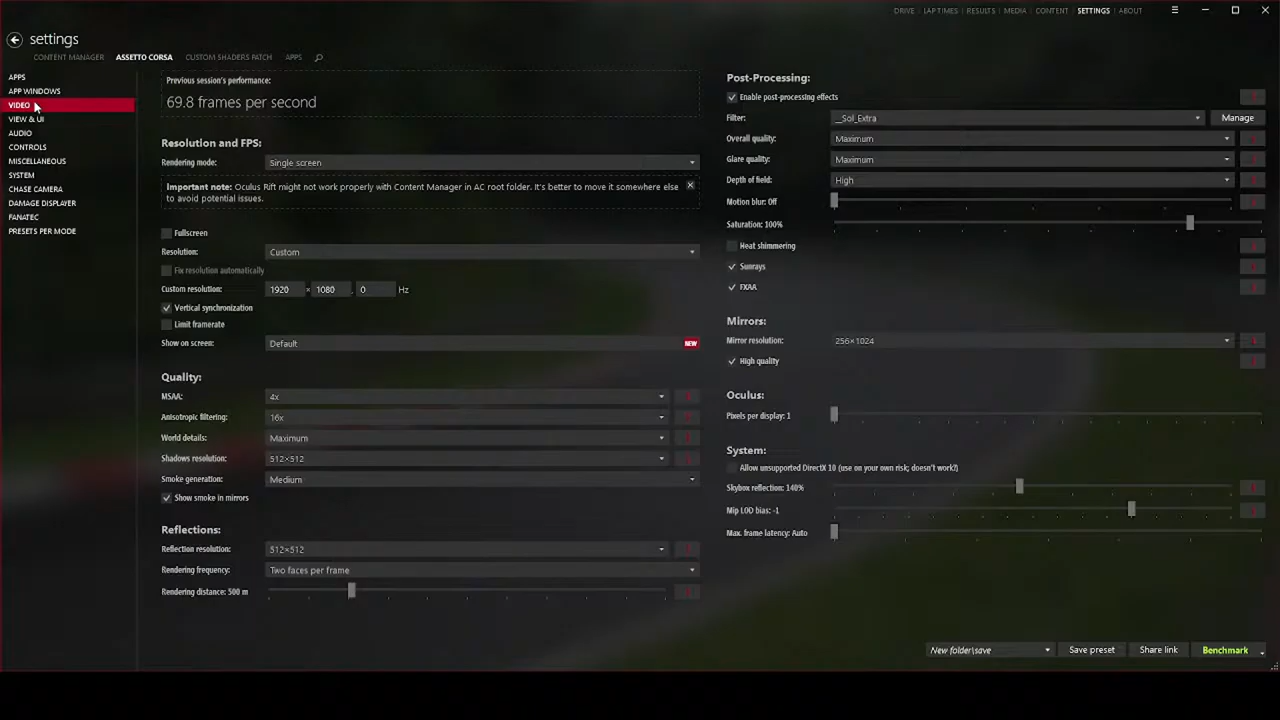 DRIVE LAP TIMES RESULTS MEDIA CONTENT SETTINGS ABOUT
settings
CONTENT MANAGER ASSETTO CORSA CUSTOM SHADERS PATCH APPS
APPS
APP WINDOWS
VIDEO
VIEW & UI
AUDIO
CONTROLS
MISCELLANEOUS
SYSTEM
CHASE CAMERA
DAMAGE DISPLAYER
FANATEC
PRESETS PER MODE
Previous session's performance:
69.8 frames per second
Resolution and FPS:
Rendering mode: Single screen
Important note: Oculus Rift might not work properly with Content Manager in AC root folder. It's better to move it somewhere else
to avoid potential issues.
Fullscreen
Resolution: Custom
Fix resolution automatically
Custom resolution: 1920 × 1080 , 0 Hz
Vertical synchronization
Limit framerate
Show on screen: Default NEW
Quality:
MSAA: 4x
Anisotropic filtering: 16x
World details: Maximum
Shadows resolution: 512×512
Smoke generation: Medium
Show smoke in mirrors
Reflections:
Reflection resolution: 512×512
Rendering frequency: Two faces per frame
Rendering distance: 500 m
Post-Processing:
Enable post-processing effects
Filter: __Sol_Extra Manage
Overall quality: Maximum
Glare quality: Maximum
Depth of field: High
Motion blur: Off
Saturation: 100%
Heat shimmering
Sunrays
FXAA
Mirrors:
Mirror resolution: 256×1024
High quality
Oculus:
Pixels per display: 1
System:
Allow unsupported DirectX 10 (use on your own risk; doesn't work?)
Skybox reflection: 140%
Mip LOD bias: -1
Max. frame latency: Auto
New folder\save Save preset Share link Benchmark